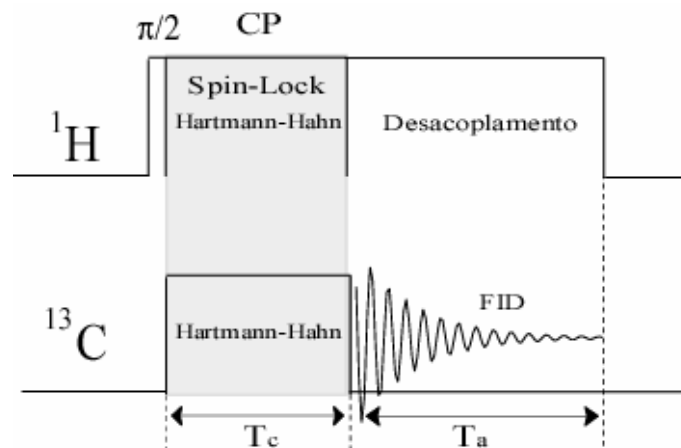 π/2 CP
Spin-Lock
¹H Hartmann-Hahn Desacoplamento
FID
¹³C Hartmann-Hahn
Tc Ta